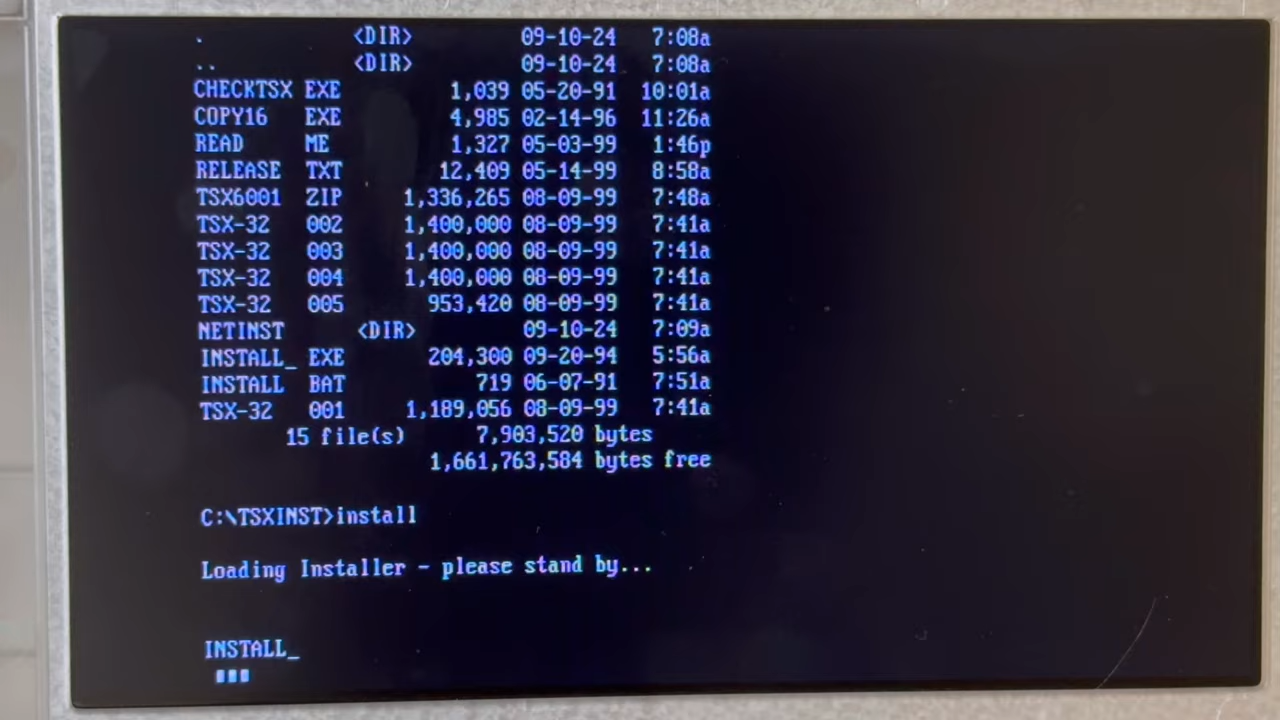 .            <DIR>         09-10-24   7:08a
..           <DIR>         09-10-24   7:08a
CHECKTSX EXE         1,039 05-20-91  10:01a
COPY16   EXE         4,985 02-14-96  11:26a
READ     ME          1,327 05-03-99   1:46p
RELEASE  TXT        12,409 05-14-99   8:58a
TSX6001  ZIP     1,336,265 08-09-99   7:48a
TSX-32   002     1,400,000 08-09-99   7:41a
TSX-32   003     1,400,000 08-09-99   7:41a
TSX-32   004     1,400,000 08-09-99   7:41a
TSX-32   005       953,420 08-09-99   7:41a
NETINST      <DIR>         09-10-24   7:09a
INSTALL_ EXE       204,300 09-20-94   5:56a
INSTALL  BAT           719 06-07-91   7:51a
TSX-32   001     1,189,056 08-09-99   7:41a
15 file(s)      7,903,520 bytes
1,661,763,584 bytes free
C:\TSXINST>install
Loading Installer - please stand by...
INSTALL_